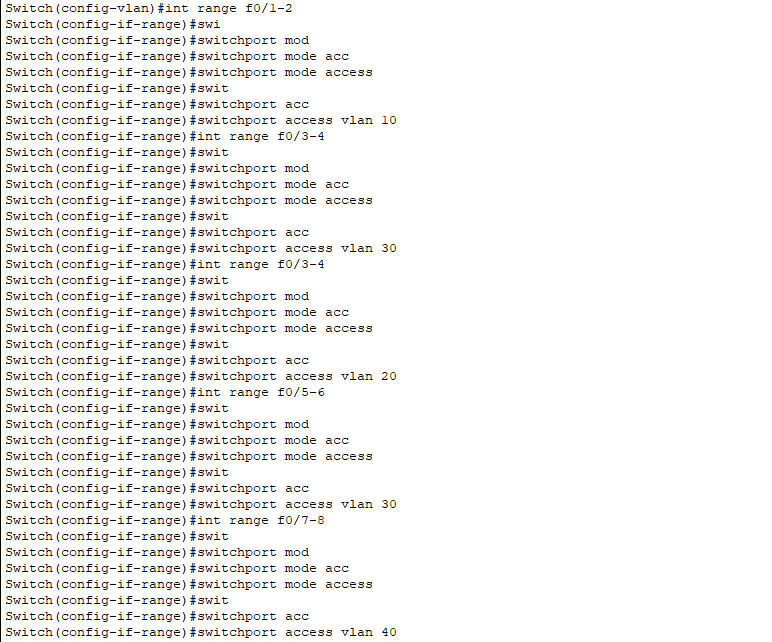 Switch(config-vlan)#int range f0/1-2
Switch(config-if-range)#swi
Switch(config-if-range)#switchport mod
Switch(config-if-range)#switchport mode acc
Switch(config-if-range)#switchport mode access
Switch(config-if-range)#swit
Switch(config-if-range)#switchport acc
Switch(config-if-range)#switchport access vlan 10
Switch(config-if-range)#int range f0/3-4
Switch(config-if-range)#swit
Switch(config-if-range)#switchport mod
Switch(config-if-range)#switchport mode acc
Switch(config-if-range)#switchport mode access
Switch(config-if-range)#swit
Switch(config-if-range)#switchport acc
Switch(config-if-range)#switchport access vlan 30
Switch(config-if-range)#int range f0/3-4
Switch(config-if-range)#swit
Switch(config-if-range)#switchport mod
Switch(config-if-range)#switchport mode acc
Switch(config-if-range)#switchport mode access
Switch(config-if-range)#swit
Switch(config-if-range)#switchport acc
Switch(config-if-range)#switchport access vlan 20
Switch(config-if-range)#int range f0/5-6
Switch(config-if-range)#swit
Switch(config-if-range)#switchport mod
Switch(config-if-range)#switchport mode acc
Switch(config-if-range)#switchport mode access
Switch(config-if-range)#swit
Switch(config-if-range)#switchport acc
Switch(config-if-range)#switchport access vlan 30
Switch(config-if-range)#int range f0/7-8
Switch(config-if-range)#swit
Switch(config-if-range)#switchport mod
Switch(config-if-range)#switchport mode acc
Switch(config-if-range)#switchport mode access
Switch(config-if-range)#swit
Switch(config-if-range)#switchport acc
Switch(config-if-range)#switchport access vlan 40